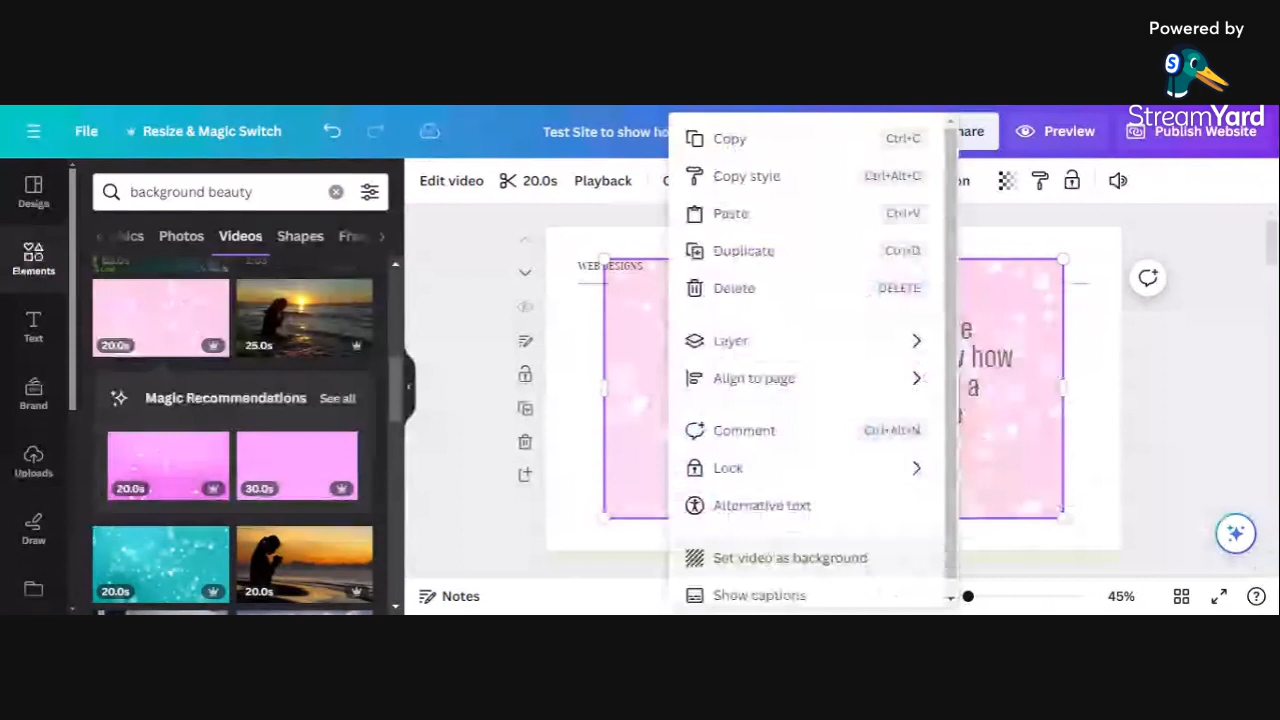 Powered by
StreamYard
File
Resize & Magic Switch
Test Site to show ho
hare
Preview
Publish Website
Design
Elements
Text
Brand
Uploads
Draw
background beauty
Photos
Videos
Shapes
20.0s
25.0s
Magic Recommendations
See all
20.0s
30.0s
20.0s
20.0s
Edit video
20.0s
Playback
Copy Ctrl+C
Copy style Ctrl+Alt+C
Paste Ctrl+V
Duplicate Ctrl+D
Delete DELETE
Layer
Align to page
Comment Ctrl+Alt+N
Lock
Alternative text
Set video as background
Show captions
WEB DESIGNS
how
a
Notes
45%